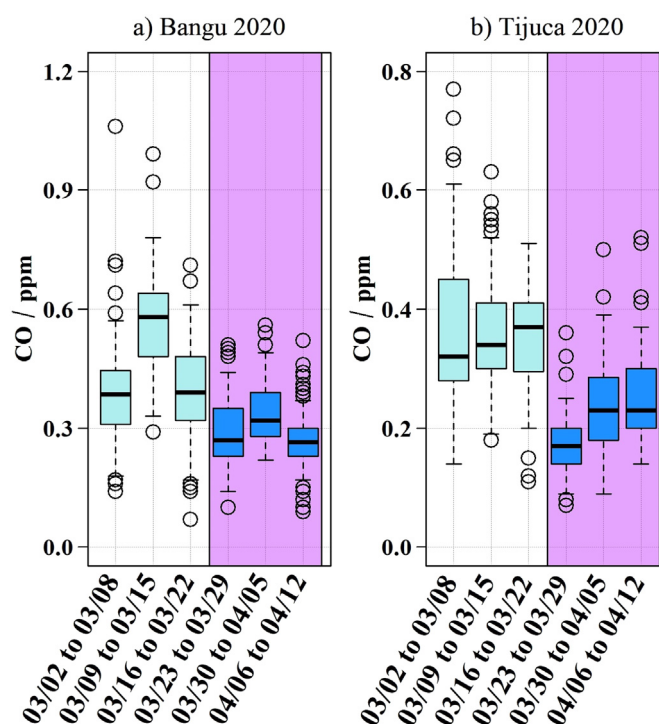 a) Bangu 2020
CO / ppm
1.2
0.9
0.6
0.3
0.0
03/02 to 03/08
03/09 to 03/15
03/16 to 03/22
03/23 to 03/29
03/30 to 04/05
04/06 to 04/12
b) Tijuca 2020
CO / ppm
0.8
0.6
0.4
0.2
0.0
03/02 to 03/08
03/09 to 03/15
03/16 to 03/22
03/23 to 03/29
03/30 to 04/05
04/06 to 04/12